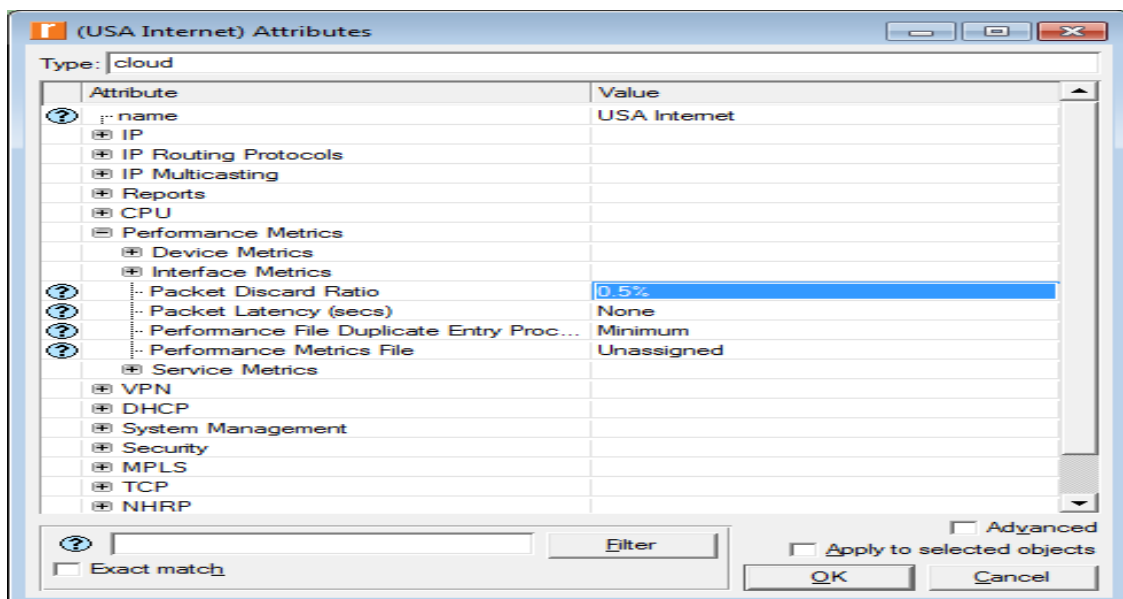 (USA Internet) Attributes
Type: cloud
Attribute Value
name USA Internet
IP
IP Routing Protocols
IP Multicasting
Reports
CPU
Performance Metrics
Device Metrics
Interface Metrics
Packet Discard Ratio 0.5%
Packet Latency (secs) None
Performance File Duplicate Entry Proc... Minimum
Performance Metrics File Unassigned
Service Metrics
VPN
DHCP
System Management
Security
MPLS
TCP
NHRP
Advanced
Filter
Apply to selected objects
Exact match
OK Cancel